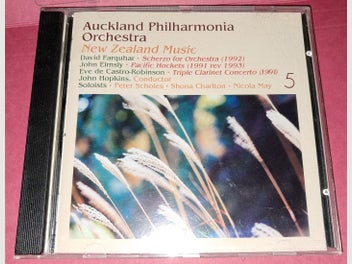 Auckland Philharmonia
Orchestra
New Zealand Music
David Farquhar - Scherzo for Orchestra (1992)
John Elmsly - Pacific Hockets (1991 rev 1993)
Eve de Castro-Robinson - Triple Clarinet Concerto (1991)
John Hopkins, Conductor
Soloists - Peter Scholes - Shona Charlton - Nicola May
5